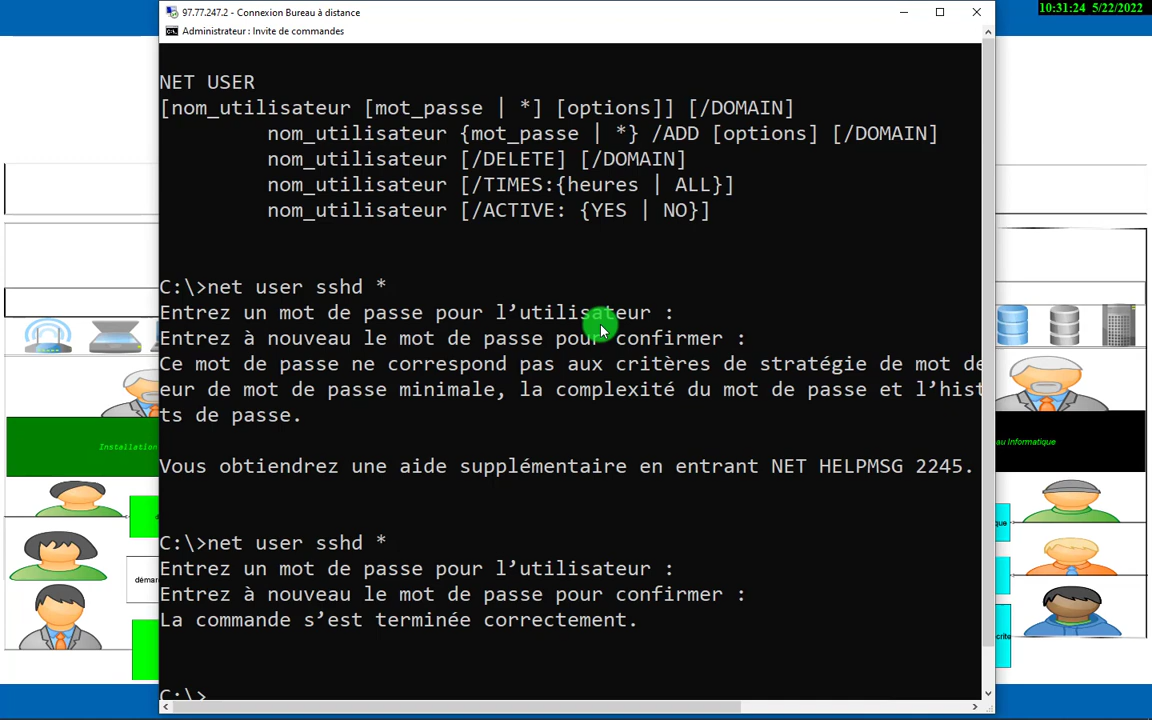 97.77.247.2 - Connexion Bureau à distance
10:31:24 5/22/2022
Administrateur : Invite de commandes
NET USER
[nom_utilisateur [mot_passe | *] [options]] [/DOMAIN]
nom_utilisateur {mot_passe | *} /ADD [options] [/DOMAIN]
nom_utilisateur [/DELETE] [/DOMAIN]
nom_utilisateur [/TIMES:{heures | ALL}]
nom_utilisateur [/ACTIVE: {YES | NO}]
C:\>net user sshd *
Entrez un mot de passe pour l’utilisateur :
Entrez à nouveau le mot de passe pour confirmer :
Ce mot de passe ne correspond pas aux critères de stratégie de mot de
eur de mot de passe minimale, la complexité du mot de passe et l’hist
ts de passe.
Vous obtiendrez une aide supplémentaire en entrant NET HELPMSG 2245.
C:\>net user sshd *
Entrez un mot de passe pour l’utilisateur :
Entrez à nouveau le mot de passe pour confirmer :
La commande s’est terminée correctement.
C:\>
Installation
au Informatique
que
démar
crite